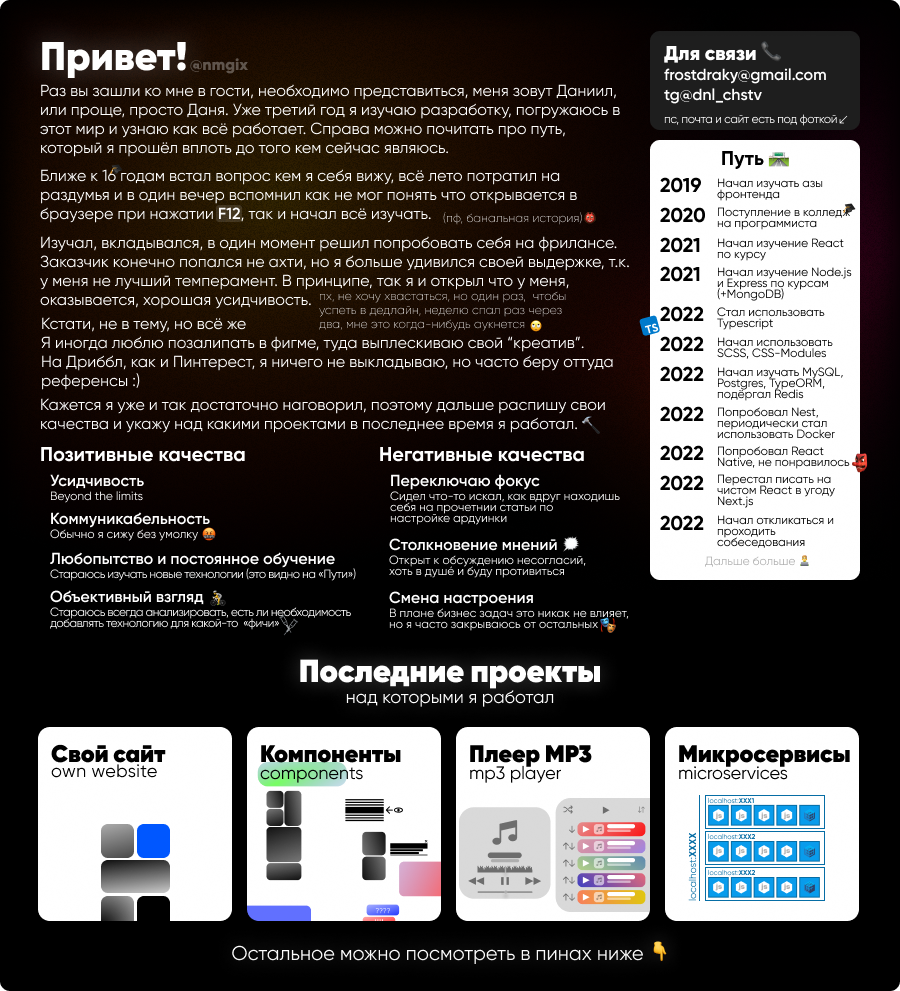 Привет! @nmgix
Раз вы зашли ко мне в гости, необходимо представиться, меня зовут Даниил,
или проще, просто Даня. Уже третий год я изучаю разработку, погружаюсь в
этот мир и узнаю как всё работает. Справа можно почитать про путь,
который я прошёл вплоть до того кем сейчас являюсь.
Ближе к 16 годам встал вопрос кем я себя вижу, всё лето потратил на
раздумья и в один вечер вспомнил как не мог понять что открывается в
браузере при нажатии F12, так и начал всё изучать. (пф, банальная история)
Изучал, вкладывался, в один момент решил попробовать себя на фрилансе.
Заказчик конечно попался не ахти, но я больше удивился своей выдержке, т.к.
у меня не лучший темперамент. В принципе, так я и открыл что у меня,
оказывается, хорошая усидчивость.
пх, не хочу хвастаться, но один раз, чтобы
успеть в дедлайн, неделю спал раз через
два, мне это когда-нибудь аукнется
Кстати, не в тему, но всё же
Я иногда люблю позалипать в фигме, туда выплескиваю свой “креатив”.
На Дриббл, как и Пинтерест, я ничего не выкладываю, но часто беру оттуда
референсы :)
Кажется я уже и так достаточно наговорил, поэтому дальше распишу свои
качества и укажу над какими проектами в последнее время я работал.
Позитивные качества
Усидчивость
Beyond the limits
Коммуникабельность
Обычно я сижу без умолку
Любопытство и постоянное обучение
Стараюсь изучать новые технологии (это видно на «Пути»)
Объективный взгляд
Стараюсь всегда анализировать, есть ли необходимость
добавлять технологию для какой-то «фичи»
Негативные качества
Переключаю фокус
Сидел что-то искал, как вдруг находишь
себя на прочетнии статьи по
настройке ардуинки
Столкновение мнений
Открыт к обсуждению несогласий,
хоть в душе и буду противиться
Смена настроения
В плане бизнес задач это никак не влияет,
но я часто закрываюсь от остальных
Для связи
frostdraky@gmail.com
tg@dnl_chstv
пс, почта и сайт есть под фоткой↙
Путь
2019 Начал изучать азы
фронтенда
2020 Поступление в колледж
на программиста
2021 Начал изучение React
по курсу
2021 Начал изучение Node.js
и Express по курсам
(+MongoDB)
TS
2022 Стал использовать
Typescript
2022 Начал использовать
SCSS, CSS-Modules
2022 Начал изучать MySQL,
Postgres, TypeORM,
подёргал Redis
2022 Попробовал Nest,
периодически стал
использовать Docker
2022 Попробовал React
Native, не понравилось
2022 Перестал писать на
чистом React в угоду
Next.js
2022 Начал откликаться и
проходить
собеседования
Дальше больше
Последние проекты
над которыми я работал
Свой сайт
own website
Компоненты
components
????
Плеер MP3
mp3 player
Микросервисы
microservices
localhost:XXXX
localhost:XXX1
js js js js
localhost:XXX2
js js js js
localhost:XXX2
js js js js
Остальное можно посмотреть в пинах ниже